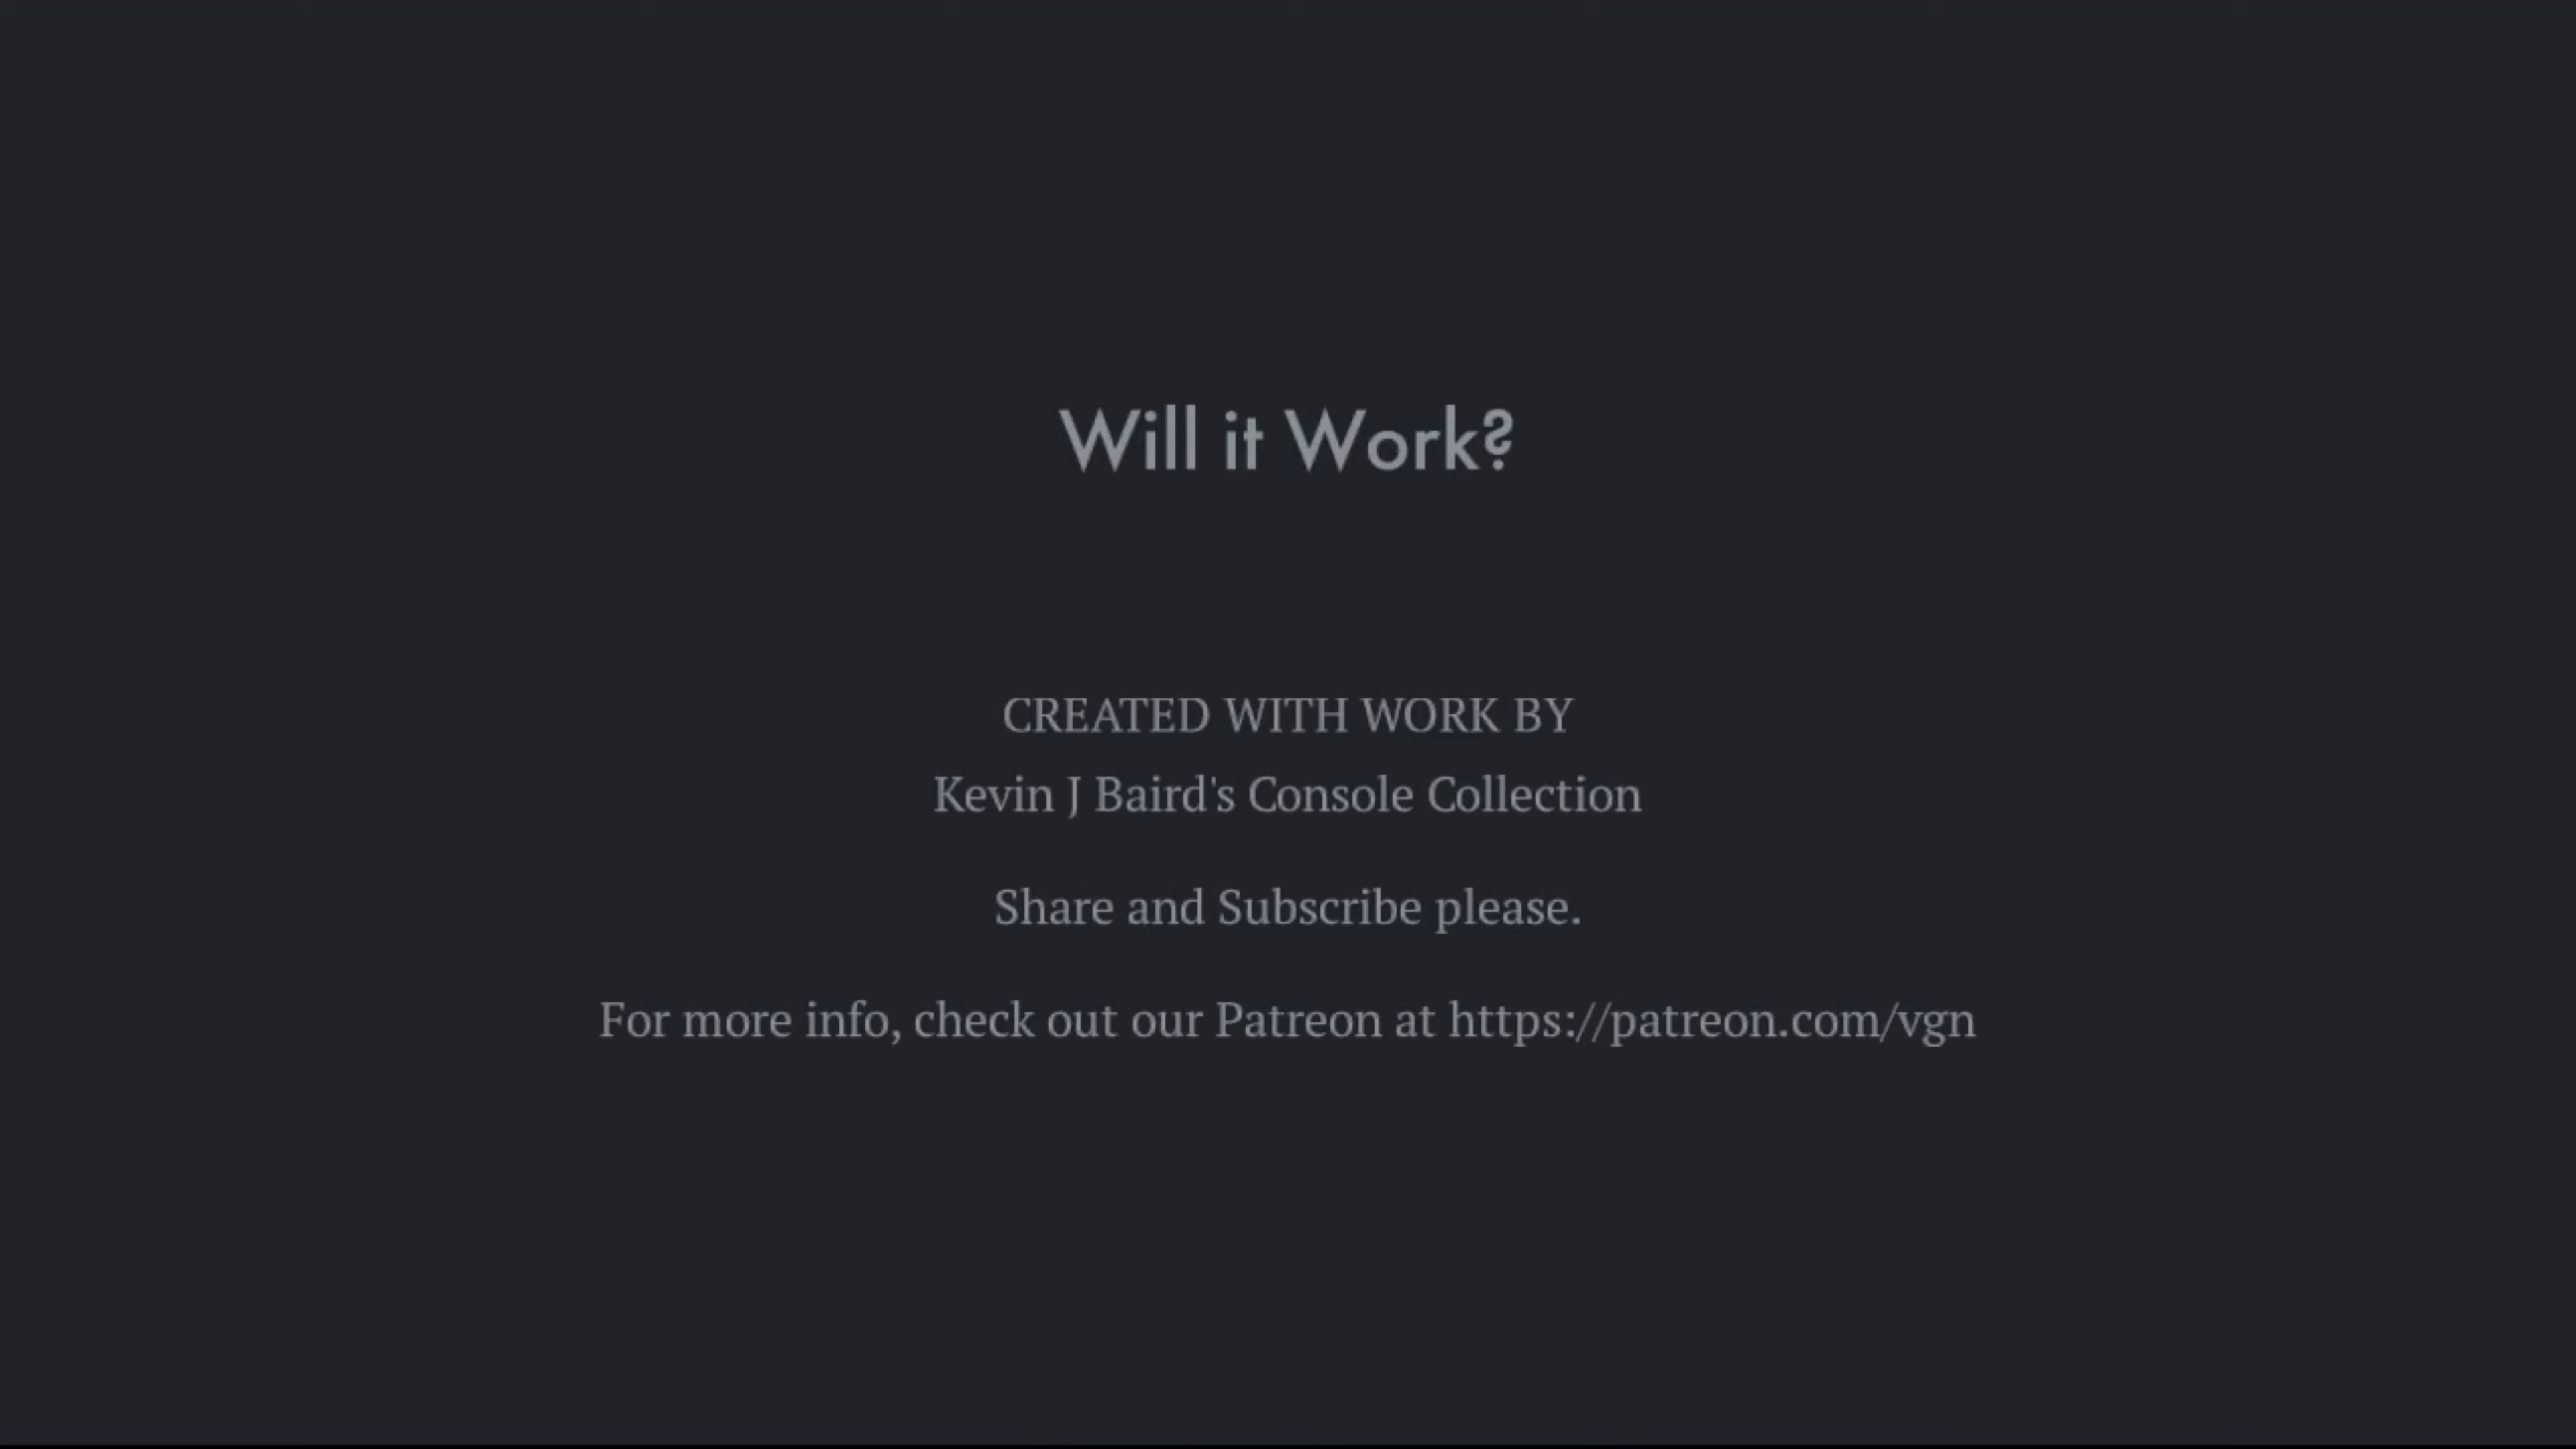 Will it Work?
CREATED WITH WORK BY
Kevin J Baird's Console Collection
Share and Subscribe please.
For more info, check out our Patreon at https://patreon.com/vgn